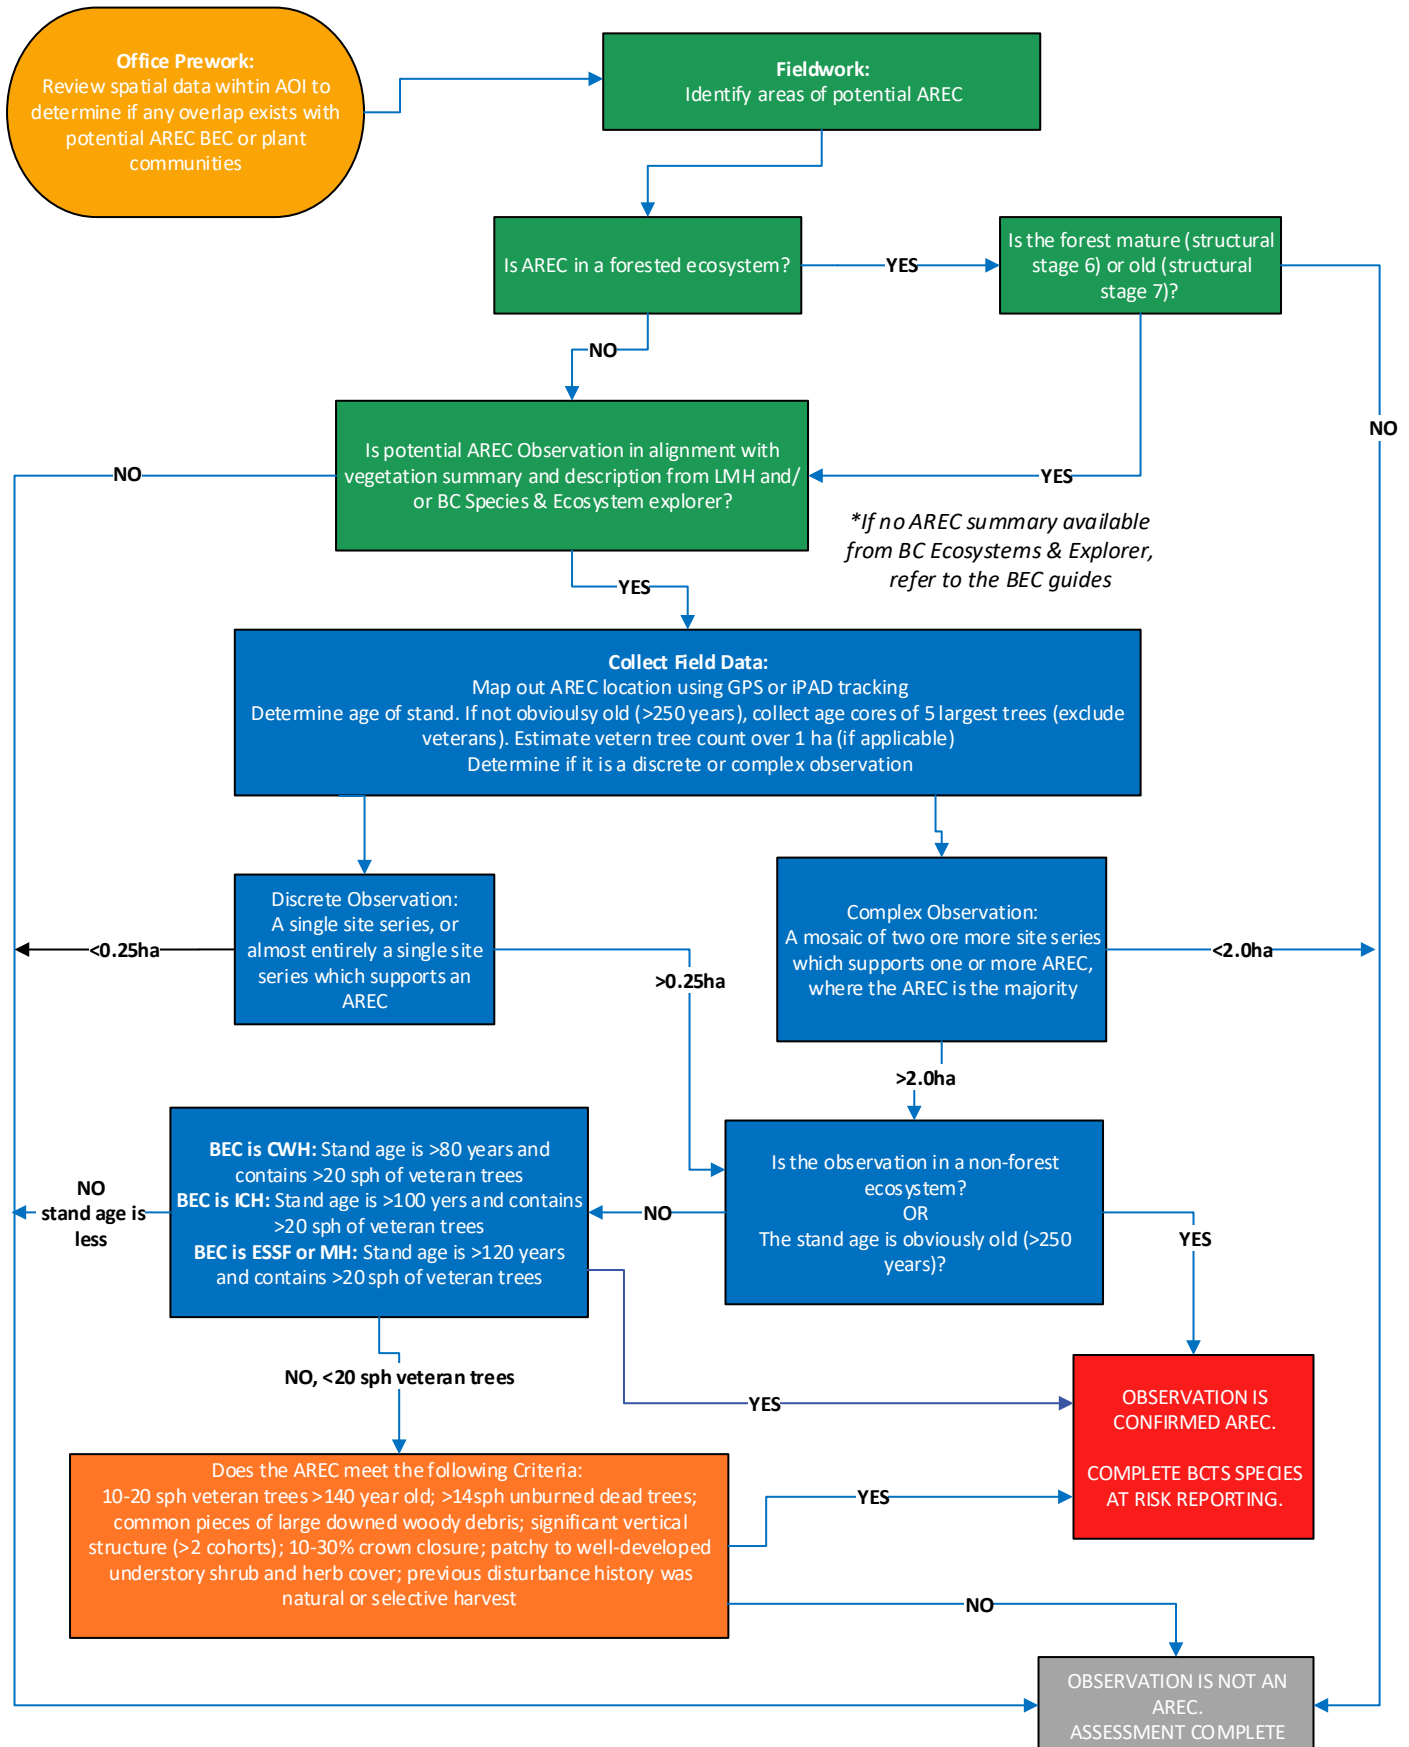 Office Prework:
Review spatial data wihtin AOI to
determine if any overlap exists with
potential AREC BEC or plant
communities
Fieldwork:
Identify areas of potential AREC
Is AREC in a forested ecosystem?
YES
Is the forest mature (structural
stage 6) or old (structural
stage 7)?
NO
NO
Is potential AREC Observation in alignment with
vegetation summary and description from LMH and/
or BC Species & Ecosystem explorer?
NO
YES
*If no AREC summary available
from BC Ecosystems & Explorer,
refer to the BEC guides
YES
Collect Field Data:
Map out AREC location using GPS or iPAD tracking
Determine age of stand. If not obvioulsy old (>250 years), collect age cores of 5 largest trees (exclude
veterans). Estimate vetern tree count over 1 ha (if applicable)
Determine if it is a discrete or complex observation
Discrete Observation:
A single site series, or
almost entirely a single site
series which supports an
AREC
<0.25ha
>0.25ha
Complex Observation:
A mosaic of two ore more site series
which supports one or more AREC,
where the AREC is the majority
<2.0ha
>2.0ha
BEC is CWH: Stand age is >80 years and
contains >20 sph of veteran trees
BEC is ICH: Stand age is >100 yers and contains
>20 sph of veteran trees
BEC is ESSF or MH: Stand age is >120 years
and contains >20 sph of veteran trees
NO
stand age is
less
NO
Is the observation in a non-forest
ecosystem?
OR
The stand age is obviously old (>250
years)?
YES
NO, <20 sph veteran trees
YES
OBSERVATION IS
CONFIRMED AREC.
COMPLETE BCTS SPECIES
AT RISK REPORTING.
Does the AREC meet the following Criteria:
10-20 sph veteran trees >140 year old; >14sph unburned dead trees;
common pieces of large downed woody debris; significant vertical
structure (>2 cohorts); 10-30% crown closure; patchy to well-developed
understory shrub and herb cover; previous disturbance history was
natural or selective harvest
YES
NO
OBSERVATION IS NOT AN
AREC.
ASSESSMENT COMPLETE